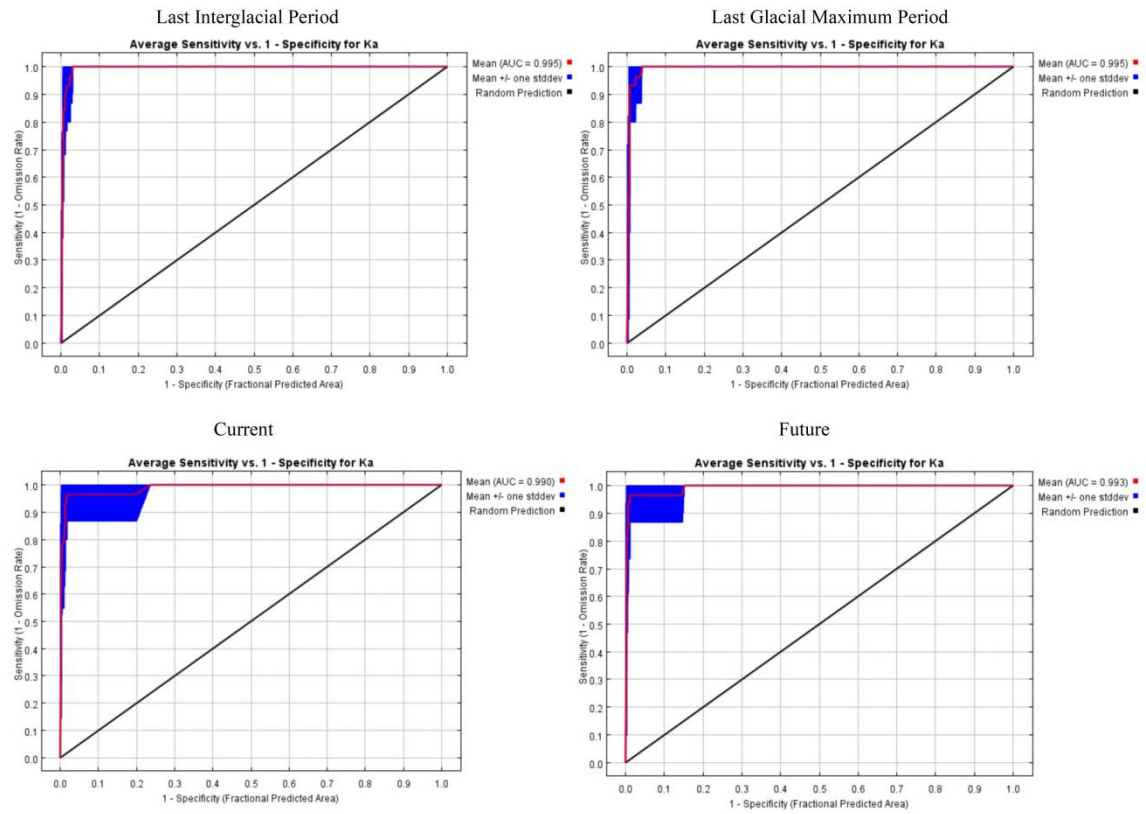 Last Interglacial Period
Average Sensitivity vs. 1 - Specificity for Ka
Mean (AUC = 0.995)
Mean +/- one stddev
Random Prediction
Sensitivity (1 - Omission Rate)
1.0
0.9
0.8
0.7
0.6
0.5
0.4
0.3
0.2
0.1
0.0
0.0 0.1 0.2 0.3 0.4 0.5 0.6 0.7 0.8 0.9 1.0
1 - Specificity (Fractional Predicted Area)
Last Glacial Maximum Period
Average Sensitivity vs. 1 - Specificity for Ka
Mean (AUC = 0.995)
Mean +/- one stddev
Random Prediction
Sensitivity (1 - Omission Rate)
1.0
0.9
0.8
0.7
0.6
0.5
0.4
0.3
0.2
0.1
0.0
0.0 0.1 0.2 0.3 0.4 0.5 0.6 0.7 0.8 0.9 1.0
1 - Specificity (Fractional Predicted Area)
Current
Average Sensitivity vs. 1 - Specificity for Ka
Mean (AUC = 0.990)
Mean +/- one stddev
Random Prediction
Sensitivity (1 - Omission Rate)
1.0
0.9
0.8
0.7
0.6
0.5
0.4
0.3
0.2
0.1
0.0
0.0 0.1 0.2 0.3 0.4 0.5 0.6 0.7 0.8 0.9 1.0
1 - Specificity (Fractional Predicted Area)
Future
Average Sensitivity vs. 1 - Specificity for Ka
Mean (AUC = 0.993)
Mean +/- one stddev
Random Prediction
Sensitivity (1 - Omission Rate)
1.0
0.9
0.8
0.7
0.6
0.5
0.4
0.3
0.2
0.1
0.0
0.0 0.1 0.2 0.3 0.4 0.5 0.6 0.7 0.8 0.9 1.0
1 - Specificity (Fractional Predicted Area)